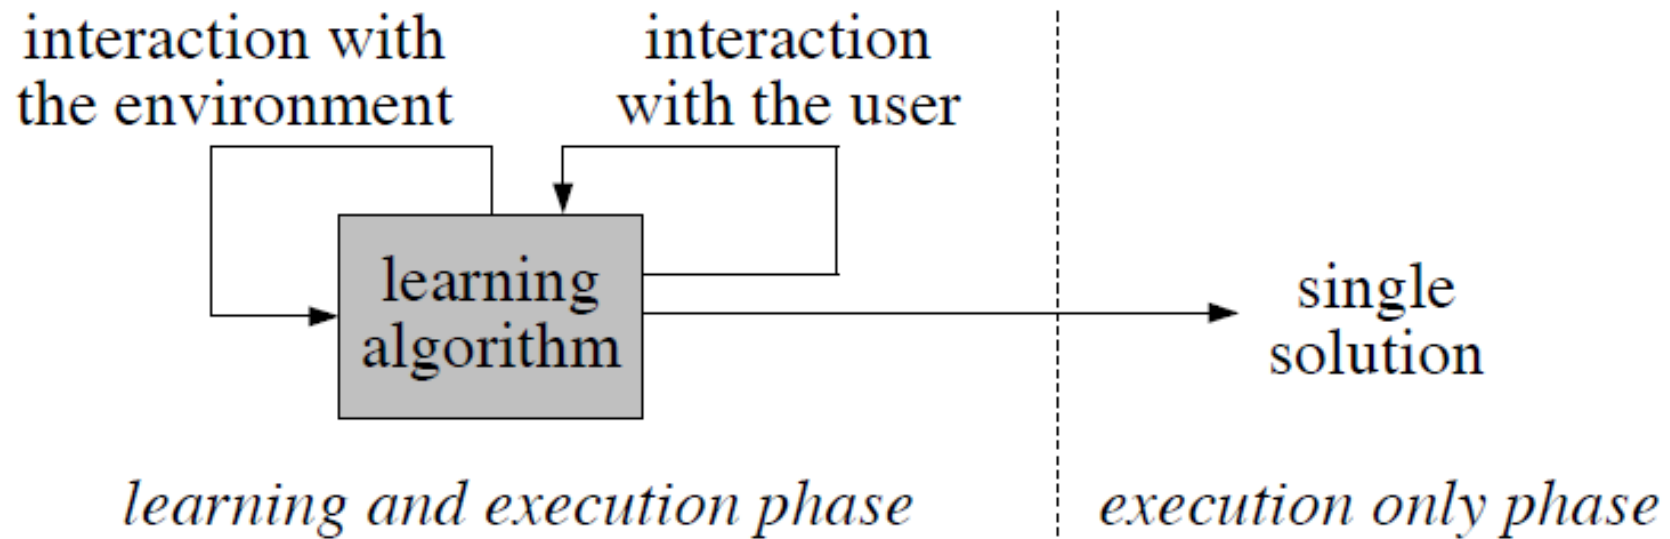 interaction with
the environment
interaction
with the user
learning
algorithm
single
solution
learning and execution phase
execution only phase